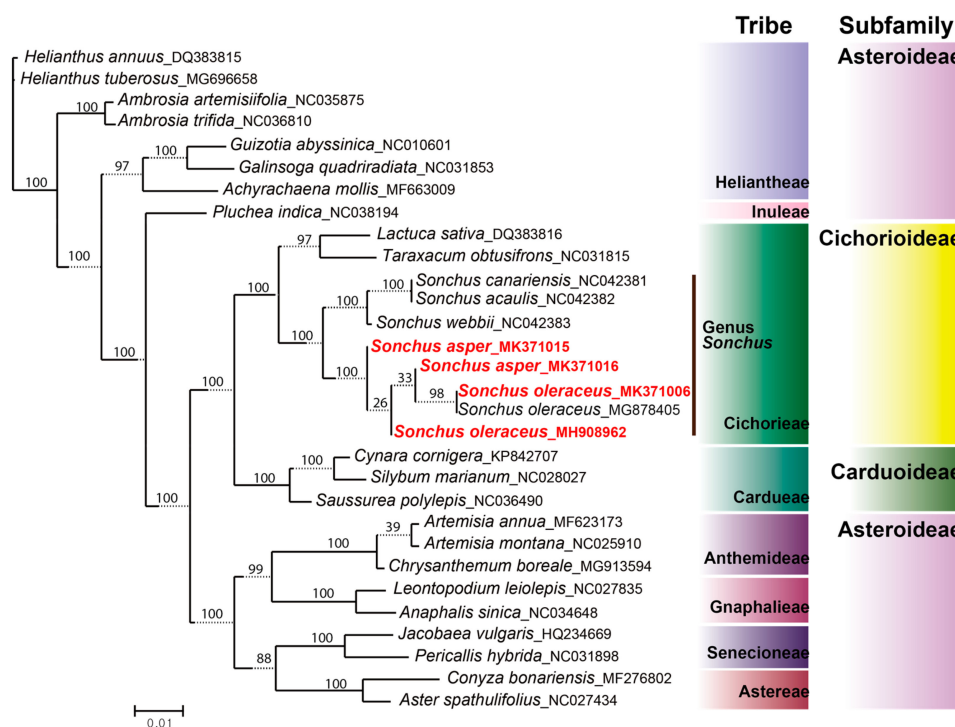 Tribe Subfamily
Helianthus annuus_DQ383815
Asteroideae
Helianthus tuberosus_MG696658
100 Ambrosia artemisiifolia_NC035875
Ambrosia trifida_NC036810
100 Guizotia abyssinica_NC010601
97 Galinsoga quadriradiata_NC031853
100 Achyrachaena mollis_MF663009
Heliantheae
Pluchea indica_NC038194
Inuleae
97 Lactuca sativa_DQ383816
Cichorioideae
Taraxacum obtusifrons_NC031815
100
100
100 Sonchus canariensis_NC042381
100 Sonchus acaulis_NC042382
Sonchus webbii_NC042383
Genus
Sonchus
100
100
Sonchus asper_MK371015
100
33 Sonchus asper_MK371016
98 Sonchus oleraceus_MK371006
26 Sonchus oleraceus_MG878405
Cichorieae
Sonchus oleraceus_MH908962
100
100 Cynara cornigera_KP842707
Carduoideae
100 Silybum marianum_NC028027
Saussurea polylepis_NC036490
Cardueae
100
39 Artemisia annua_MF623173
Asteroideae
100 Artemisia montana_NC025910
Chrysanthemum boreale_MG913594
Anthemideae
99
Leontopodium leiolepis_NC027835
100 Anaphalis sinica_NC034648
Gnaphalieae
100
100 Jacobaea vulgaris_HQ234669
Pericallis hybrida_NC031898
Senecioneae
88
Conyza bonariensis_MF276802
100 Aster spathulifolius_NC027434
Astereae
0.01